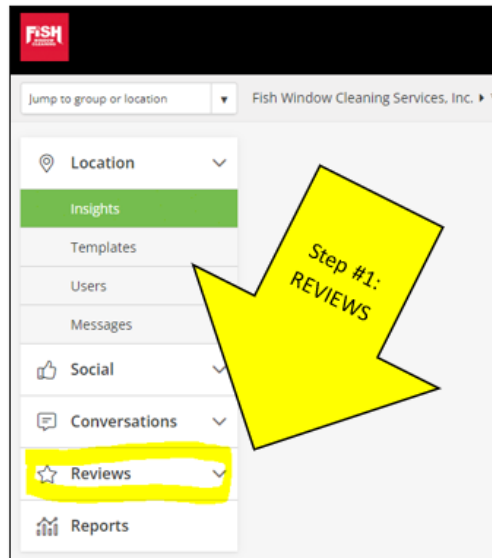 FISH
WINDOW
CLEANING
Jump to group or location
Fish Window Cleaning Services, Inc.
Location
Insights
Templates
Users
Messages
Social
Conversations
Reviews
Reports
Step #1:
REVIEWS